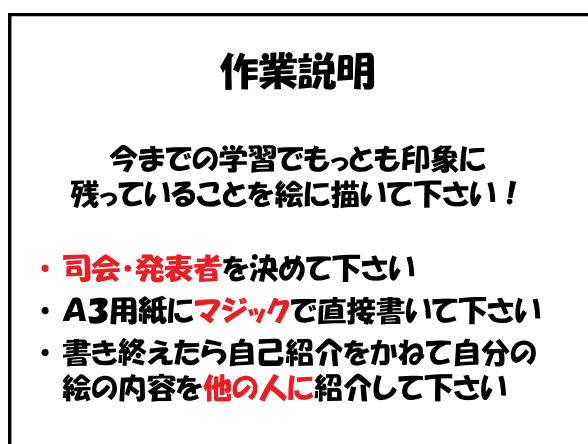 作業説明
今までの学習でもっとも印象に
残っていることを絵に描いて下さい！
・司会・発表者を決めて下さい
・A3用紙にマジックで直接書いて下さい
・書き終えたら自己紹介をかねて自分の
絵の内容を他の人に紹介して下さい